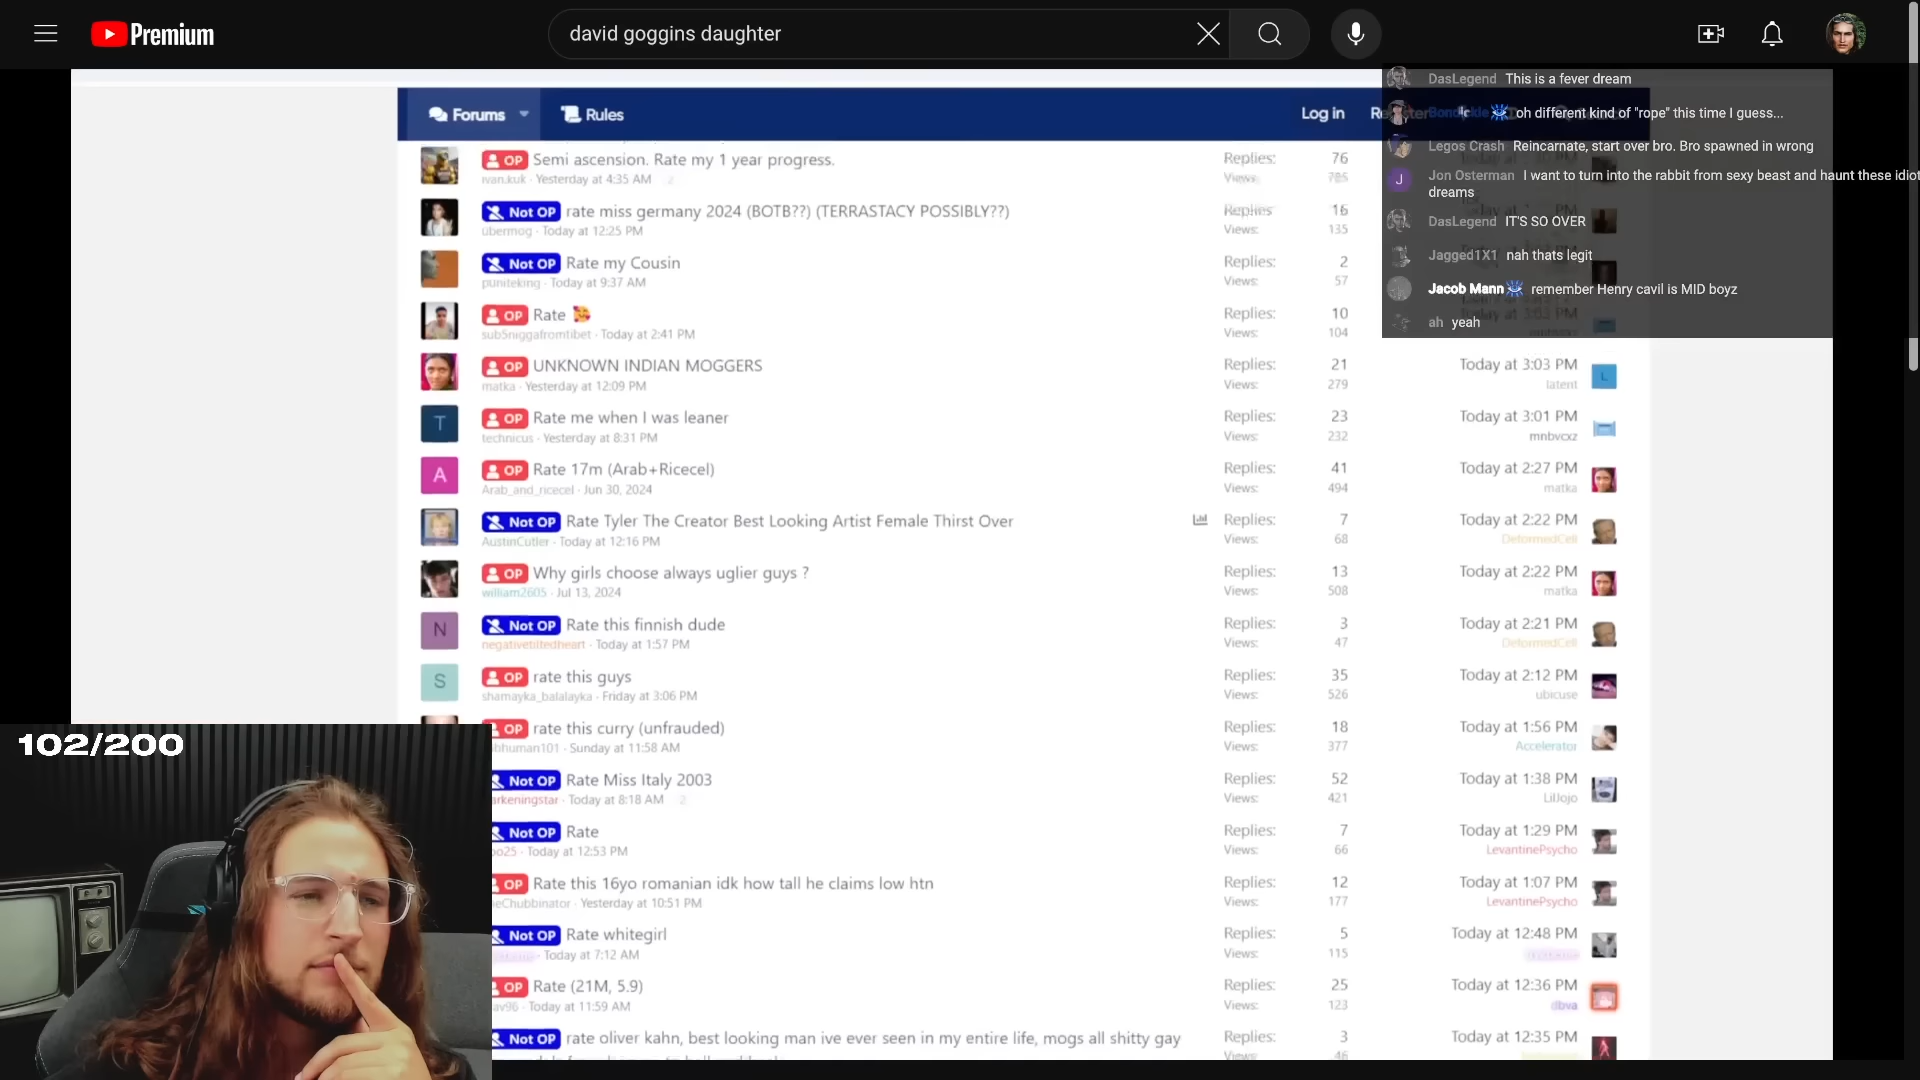 Premium
david goggins daughter
Forums
Rules
Log in
DasLegend This is a fever dream
oh different kind of "rope" this time I guess...
Legos Crash Reincarnate, start over bro. Bro spawned in wrong
Jon Osterman I want to turn into the rabbit from sexy beast and haunt these idiot
dreams
DasLegend IT'S SO OVER
Jagged1X1 nah thats legit
Jacob Mann remember Henry cavil is MID boyz
ah yeah
OP Semi ascension. Rate my 1 year progress. Replies: 76
ivan.kuk · Yesterday at 4:35 AM 2 Views: 785
Not OP rate miss germany 2024 (BOTB??) (TERRASTACY POSSIBLY??) Replies 16
übermog · Today at 12:25 PM Views: 135
Not OP Rate my Cousin Replies: 2
puniteking · Today at 9:37 AM Views: 57
OP Rate 🥰 Replies: 10
sub5niggafromtibet · Today at 2:41 PM Views: 104
OP UNKNOWN INDIAN MOGGERS Replies: 21 Today at 3:03 PM L
matka · Yesterday at 12:09 PM Views: 279 latent
T OP Rate me when I was leaner Replies: 23 Today at 3:01 PM
technicus · Yesterday at 8:31 PM Views: 232 mnbvcxz
A OP Rate 17m (Arab+Ricecel) Replies: 41 Today at 2:27 PM
Arab_and_ricecel · Jun 30, 2024 Views: 494 matka
Not OP Rate Tyler The Creator Best Looking Artist Female Thirst Over Replies: 7 Today at 2:22 PM
AustinCutler · Today at 12:16 PM Views: 68 DeformedCell
OP Why girls choose always uglier guys ? Replies: 13 Today at 2:22 PM
william2605 · Jul 13, 2024 Views: 508 matka
N Not OP Rate this finnish dude Replies: 3 Today at 2:21 PM
negativetiltedheart · Today at 1:57 PM Views: 47 DeformedCell
S OP rate this guys Replies: 35 Today at 2:12 PM
shamayka_balalayka · Friday at 3:06 PM Views: 526 ubicuse
OP rate this curry (unfrauded) Replies: 18 Today at 1:56 PM
Sunday at 11:58 AM Views: 377 Accelerator
102/200
Not OP Rate Miss Italy 2003 Replies: 52 Today at 1:38 PM
Today at 8:18 AM 2 Views: 421 LilJojo
Not OP Rate Replies: 7 Today at 1:29 PM
Today at 12:53 PM Views: 66 LevantinePsycho
OP Rate this 16yo romanian idk how tall he claims low htn Replies: 12 Today at 1:07 PM
Yesterday at 10:51 PM Views: 177 LevantinePsycho
Not OP Rate whitegirl Replies: 5 Today at 12:48 PM
Today at 7:12 AM Views: 115
OP Rate (21M, 5.9) Replies: 25 Today at 12:36 PM
Today at 11:59 AM Views: 123 dbva
Not OP rate oliver kahn, best looking man ive ever seen in my entire life, mogs all shitty gay Replies: 3 Today at 12:35 PM
Views: 46